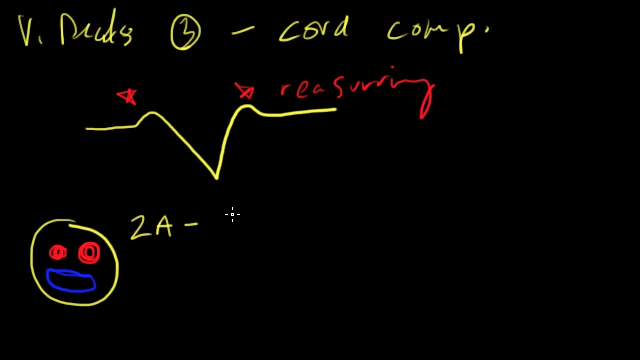 V. Decels ③ - cord comp.
reassuring
2A -